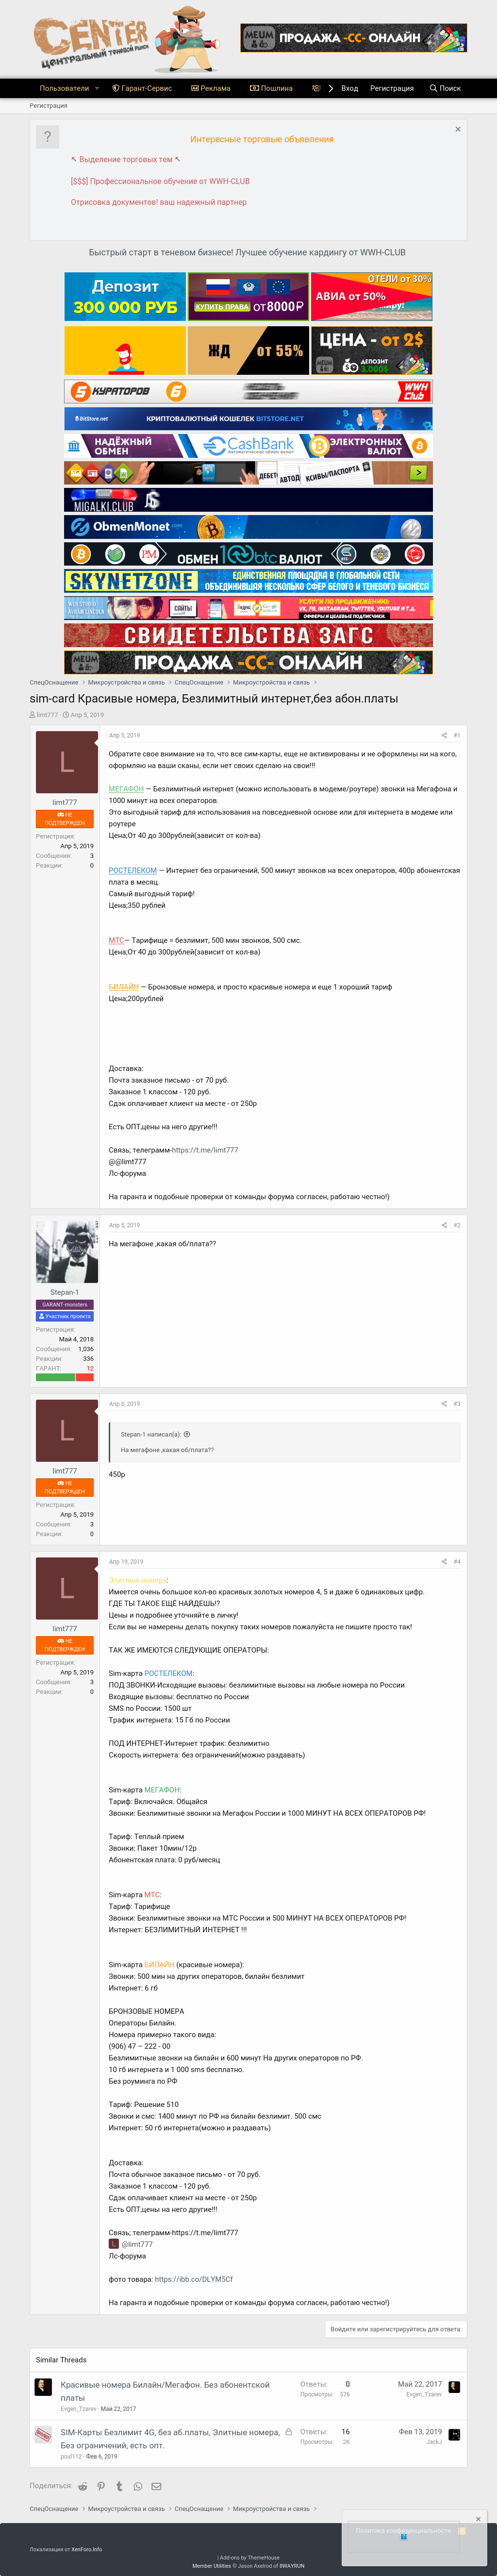 CENTER
центральный теневой рынок
MEUM
ПРОДАЖА -СС- ОНЛАЙН
Пользователи
Гарант-Сервис
Реклама
Пошлина
Вход
Регистрация
Поиск
Регистрация
?
Интересные торговые объявления
↖ Выделение торговых тем ↖
[$$$] Профессиональное обучение от WWH-CLUB
Отрисовка документов! ваш надежный партнер
Быстрый старт в теневом бизнесе! Лучшее обучение кардингу от WWH-CLUB
Депозит
300 000 РУБ
КУПИТЬ ПРАВА от 8000₽
ОТЕЛИ от 30%
АВИА от 50%
ЖД от 55%
ЦЕНА - от 2$
ДЕПОЗИТ 3.000$
5 КУРАТОРОВ 6
WWH Club
BitStore.net КРИПТОВАЛЮТНЫЙ КОШЕЛЕК BITSTORE.NET
НАДЁЖНЫЙ ОБМЕН CashBank ЭЛЕКТРОННЫХ ВАЛЮТ
Автоматический обмен валют
КСИВЫ/ПАСПОРТА
MIGALKI.CLUB
ObmenMonet.com
ОБМЕН 100btc ВАЛЮТ
SKYNETZONE ЕДИНСТВЕННАЯ ПЛОЩАДКА В ГЛОБАЛЬНОЙ СЕТИ
ОБЪЕДИНИВШАЯ НЕСКОЛЬКО СФЕР БЕЛОГО И ТЕНЕВОГО БИЗНЕСА!
WEB STUDIO AVRAAM LINCOLN
САЙТЫ
УСЛУГИ ПО ПРОДВИЖЕНИЮ:
VK, FB, INSTAGRAM, TWITTER, YOUTUBE И Т.Д.
ОФФЕРЫ И ЦЕЛЕВЫЕ ПОДПИСЧИКИ.
СВИДЕТЕЛЬСТВА ЗАГС
MEUM ПРОДАЖА -СС- ОНЛАЙН
СпецОснащение > Микроустройства и связь > СпецОснащение > Микроустройства и связь >
sim-card Красивые номера, Безлимитный интернет,без абон.платы
limt777 · Апр 5, 2019
L
limt777
НЕ ПОДТВЕРЖДЕН
Регистрация:
Апр 5, 2019
Сообщения: 3
Реакции: 0
Апр 5, 2019
#1
Обратите свое внимание на то, что все сим-карты, еще не активированы и не оформлены ни на кого, оформляю на ваши сканы, если нет своих сделаю на свои!!!
МЕГАФОН — Безлимитный интернет (можно использовать в модеме/роутере) звонки на Мегафона и 1000 минут на всех операторов.
Это выгодный тариф для использования на повседневной основе или для интернета в модеме или роутере
Цена;От 40 до 300рублей(зависит от кол-ва)
РОСТЕЛЕКОМ — Интернет без ограничений, 500 минут звонков на всех операторов, 400р абонентская плата в месяц.
Самый выгодный тариф!
Цена;350 рублей
МТС— Тарифище = безлимит, 500 мин звонков, 500 смс.
Цена;От 40 до 300рублей(зависит от кол-ва)
БИЛАЙН — Бронзовые номера, и просто красивые номера и еще 1 хороший тариф
Цена;200рублей
Доставка:
Почта заказное письмо - от 70 руб.
Заказное 1 классом - 120 руб.
Сдэк оплачивает клиент на месте - от 250р
Есть ОПТ,цены на него другие!!!
Связь; телеграмм-https://t.me/limt777
@@limt777
Лс-форума
На гаранта и подобные проверки от команды форума согласен, работаю честно!)
Stepan-1
GARANT-monsters
Участник проекта
Регистрация:
Май 4, 2018
Сообщения: 1,036
Реакции: 336
ГАРАНТ: 12
Апр 5, 2019
#2
На мегафоне ,какая об/плата??
L
limt777
НЕ ПОДТВЕРЖДЕН
Регистрация:
Апр 5, 2019
Сообщения: 3
Реакции: 0
Апр 6, 2019
#3
Stepan-1 написал(а):
На мегафоне ,какая об/плата??
450р
L
limt777
НЕ ПОДТВЕРЖДЕН
Регистрация:
Апр 5, 2019
Сообщения: 3
Реакции: 0
Апр 19, 2019
#4
Элитные номера:
Имеется очень большое кол-во красивых золотых номеров 4, 5 и даже 6 одинаковых цифр.
ГДЕ ТЫ ТАКОЕ ЕЩЁ НАЙДЕШЬ!?
Цены и подробнее уточняйте в личку!
Если вы не намерены делать покупку таких номеров пожалуйста не пишите просто так!
ТАК ЖЕ ИМЕЮТСЯ СЛЕДУЮЩИЕ ОПЕРАТОРЫ:
Sim-карта РОСТЕЛЕКОМ:
ПОД ЗВОНКИ-Исходящие вызовы: безлимитные вызовы на любые номера по России
Входящие вызовы: бесплатно по России
SMS по России: 1500 шт
Трафик интернета: 15 Гб по России
ПОД ИНТЕРНЕТ-Интернет трафик: безлимитно
Скорость интернета: без ограничений(можно раздавать)
Sim-карта МЕГАФОН:
Тариф: Включайся. Общайся
Звонки: Безлимитные звонки на Мегафон России и 1000 МИНУТ НА ВСЕХ ОПЕРАТОРОВ РФ!
Тариф: Теплый прием
Звонки: Пакет 10мин/12р
Абонентская плата: 0 руб/месяц
Sim-карта МТС:
Тариф: Тарифище
Звонки: Безлимитные звонки на МТС России и 500 МИНУТ НА ВСЕХ ОПЕРАТОРОВ РФ!
Интернет: БЕЗЛИМИТНЫЙ ИНТЕРНЕТ !!!
Sim-карта БИЛАЙН (красивые номера):
Звонки: 500 мин на других операторов, билайн безлимит
Интернет: 6 гб
БРОНЗОВЫЕ НОМЕРА
Операторы Билайн.
Номера примерно такого вида:
(906) 47 – 222 - 00
Безлимитные звонки на билайн и 600 минут На других операторов по РФ.
10 гб интернета и 1 000 sms бесплатно.
Без роуминга по РФ
Тариф: Решение 510
Звонки и смс: 1400 минут по РФ на билайн безлимит. 500 смс
Интернет: 50 гб интернета(можно и раздавать)
Доставка:
Почта обычное заказное письмо - от 70 руб.
Заказное 1 классом - 120 руб.
Сдэк оплачивает клиент на месте - от 250р
Есть ОПТ,цены на него другие!!!
Связь; телеграмм-https://t.me/limt777
L @limt777
Лс-форума
фото товара: https://ibb.co/DLYM5Cf
На гаранта и подобные проверки от команды форума согласен, работаю честно!)
Войдите или зарегистрируйтесь для ответа.
Similar Threads
Красивые номера Билайн/Мегафон. Без абонентской платы
Evgen_Tzarev · Май 22, 2017
Ответы: 0
Просмотры: 576
Май 22, 2017
Evgen_Tzarev
SIM-Карты Безлимит 4G, без аб.платы, Элитные номера, Без ограничений, есть опт.
poul112 · Фев 6, 2019
Ответы: 16
Просмотры: 2K
Фев 13, 2019
JackJ
Поделиться:
СпецОснащение > Микроустройства и связь > СпецОснащение > Микроустройства и связь >
Политика конфиденциальности
Локализация от XenForo.Info
| Add-ons by ThemeHouse
Member Utilities © Jason Axelrod of 8WAYRUN